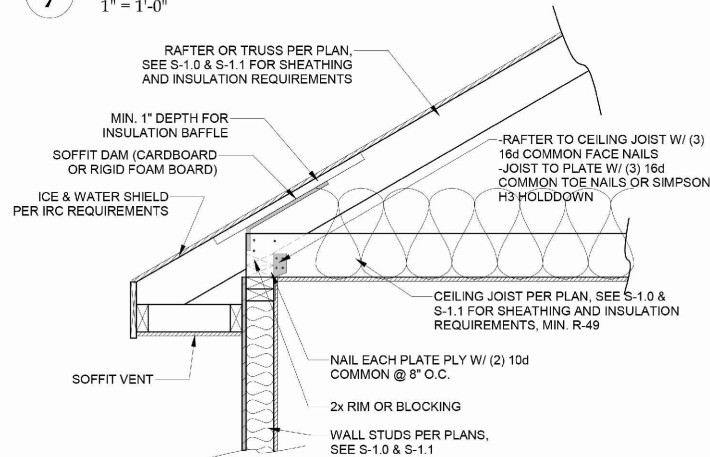 7
1" = 1'-0"
RAFTER OR TRUSS PER PLAN,
SEE S-1.0 & S-1.1 FOR SHEATHING
AND INSULATION REQUIREMENTS
MIN. 1" DEPTH FOR
INSULATION BAFFLE
SOFFIT DAM (CARDBOARD
OR RIGID FOAM BOARD)
ICE & WATER SHIELD
PER IRC REQUIREMENTS
-RAFTER TO CEILING JOIST W/ (3)
16d COMMON FACE NAILS
-JOIST TO PLATE W/ (3) 16d
COMMON TOE NAILS OR SIMPSON
H3 HOLDDOWN
CEILING JOIST PER PLAN, SEE S-1.0 &
S-1.1 FOR SHEATHING AND INSULATION
REQUIREMENTS, MIN. R-49
SOFFIT VENT
NAIL EACH PLATE PLY W/ (2) 10d
COMMON @ 8" O.C.
2x RIM OR BLOCKING
WALL STUDS PER PLANS,
SEE S-1.0 & S-1.1